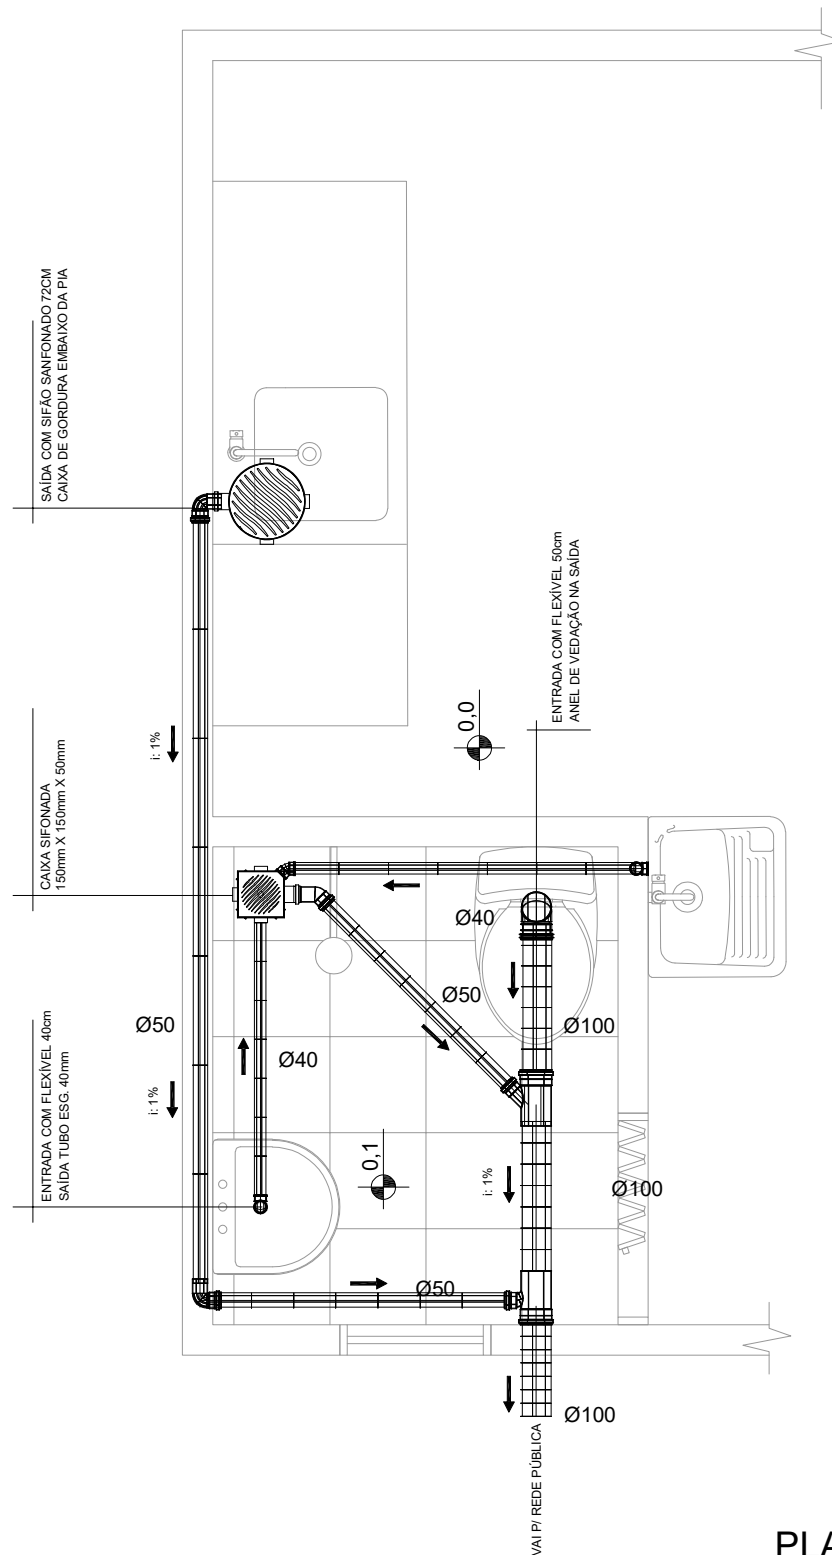 SAÍDA COM SIFÃO SANFONADO 72CM
CAIXA DE GORDURA EMBAIXO DA PIA
ENTRADA COM FLEXÍVEL 50cm
ANEL DE VEDAÇÃO NA SAÍDA
0,0
i: 1%
CAIXA SIFONADA
150mm X 150mm X 50mm
Ø40
Ø50
Ø100
Ø50
Ø40
i: 1%
ENTRADA COM FLEXÍVEL 40cm
SAÍDA TUBO ESG. 40mm
0,1
i: 1%
Ø100
Ø50
Ø100
VAI P/ REDE PÚBLICA
PLA